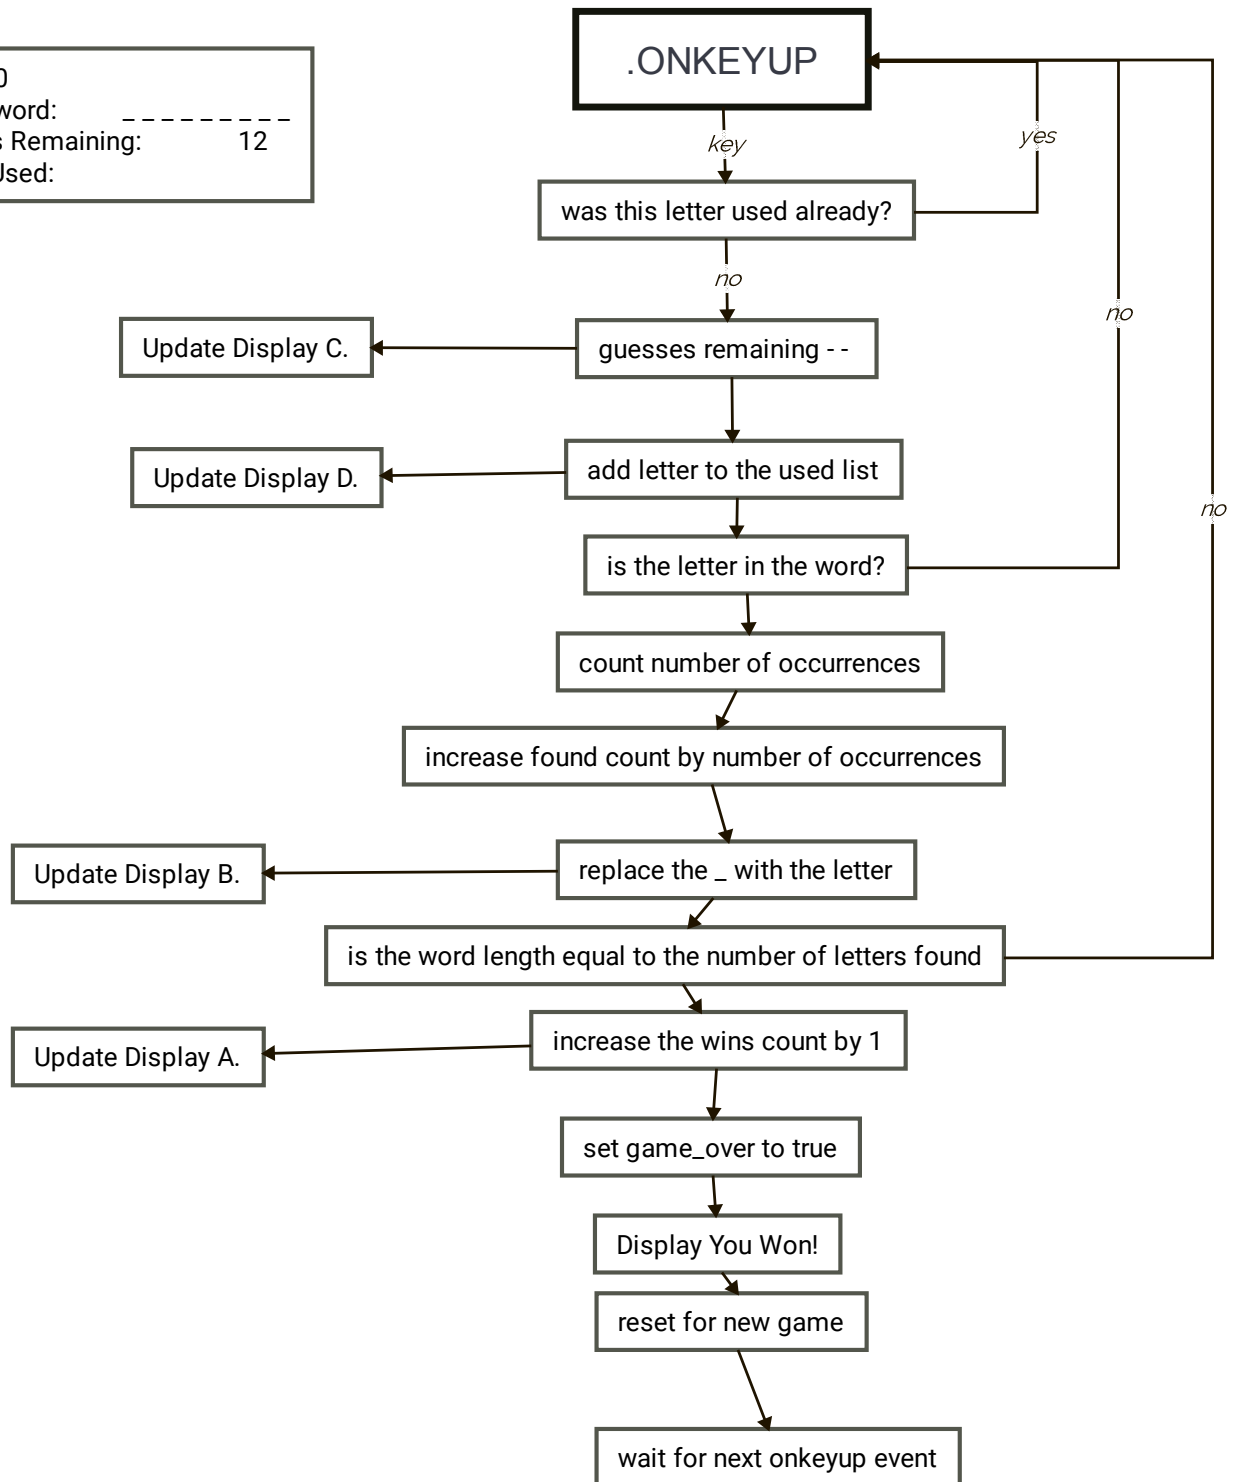 .ONKEYUP
0
word: _ _ _ _ _ _ _ _ _
Remaining: 12
key
yes
was this letter used already?
no
no
Update Display C.
guesses remaining - -
Update Display D.
add letter to the used list
no
is the letter in the word?
count number of occurrences
increase found count by number of occurrences
Update Display B.
replace the _ with the letter
is the word length equal to the number of letters found
Update Display A.
increase the wins count by 1
set game_over to true
Display You Won!
reset for new game
wait for next onkeyup event